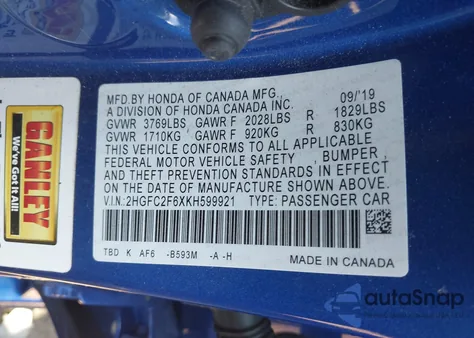 MFD.BY HONDA OF CANADA MFG., 09/'19
A DIVISION OF HONDA CANADA INC.
GVWR 3769LBS GAWR F 2028LBS R 1829LBS
GVWR 1710KG GAWR F 920KG R 830KG
THIS VEHICLE CONFORMS TO ALL APPLICABLE
FEDERAL MOTOR VEHICLE SAFETY , BUMPER ,
AND THEFT PREVENTION STANDARDS IN EFFECT
ON THE DATE OF MANUFACTURE SHOWN ABOVE.
V.I.N:2HGFC2F6XKH599921 TYPE: PASSENGER CAR
TBD K AF6 -B593M -A -H
MADE IN CANADA
GANLEY
We've Got It All!
autoSnap